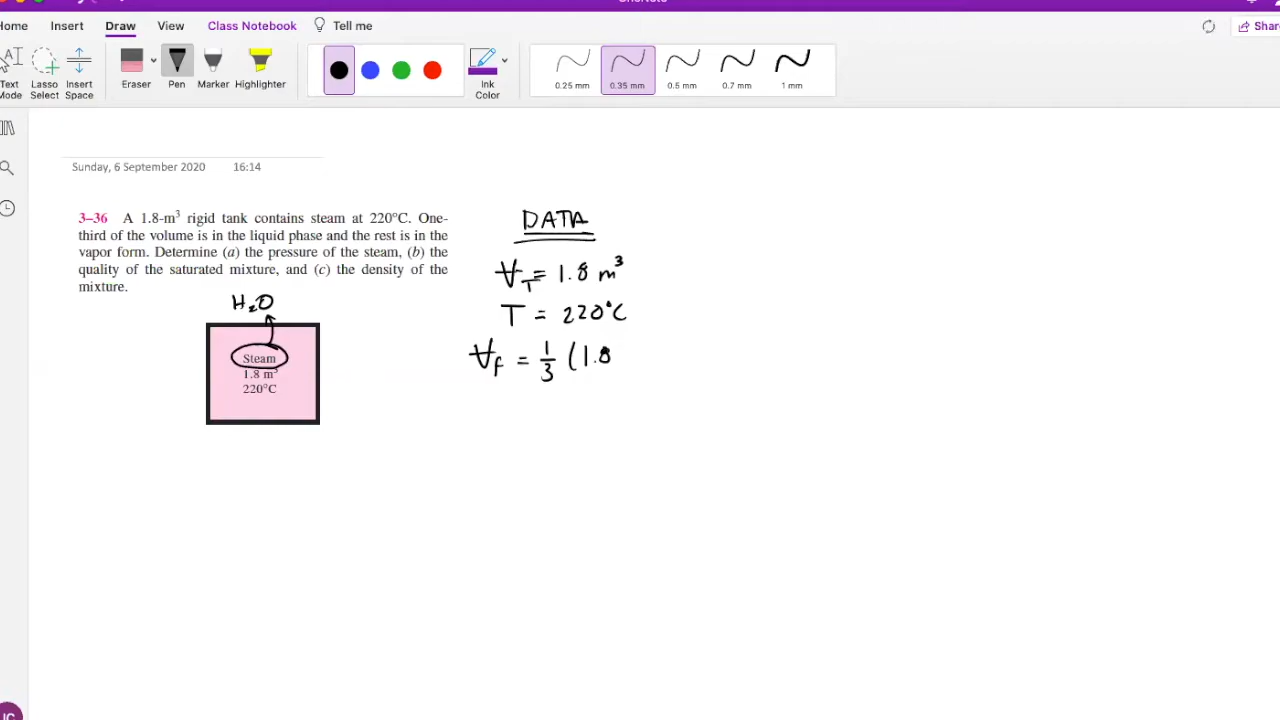 OneNote
Home Insert Draw View Class Notebook Tell me Share
Text Mode Lasso Select Insert Space Eraser Pen Marker Highlighter Ink Color 0.25 mm 0.35 mm 0.5 mm 0.7 mm 1 mm
Sunday, 6 September 2020 16:14
3–36 A 1.8-m³ rigid tank contains steam at 220°C. One-
third of the volume is in the liquid phase and the rest is in the
vapor form. Determine (a) the pressure of the steam, (b) the
quality of the saturated mixture, and (c) the density of the
mixture.
H₂O
Steam
1.8 m³
220°C
DATA
V_T = 1.8 m³
T = 220°C
V_f = 1/3 (1.8
JC